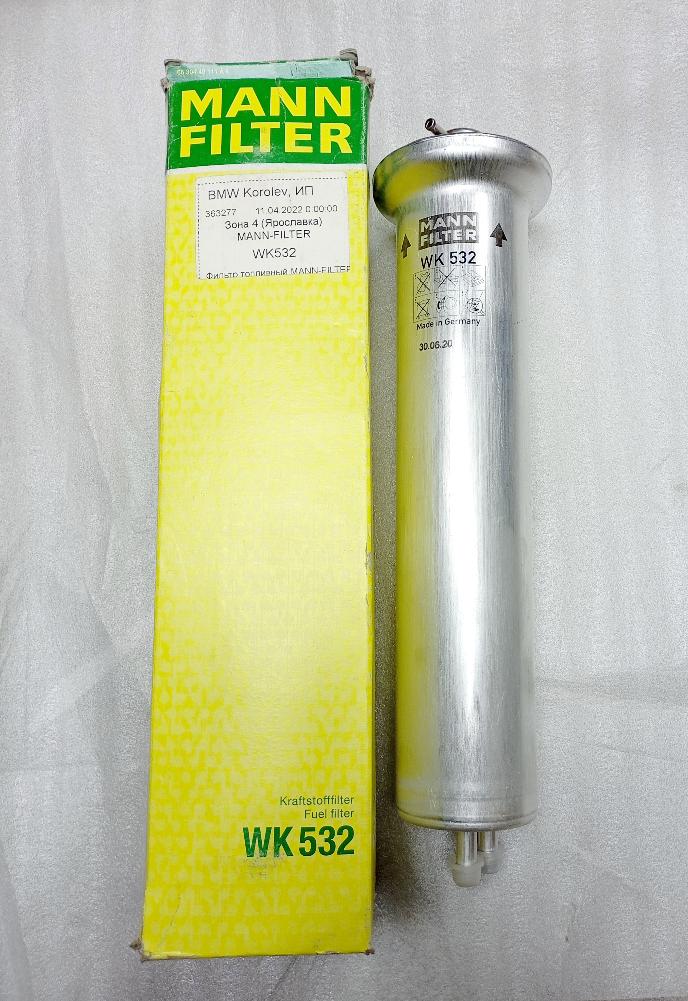 MANN
FILTER
BMW Korolev, ИП
363277 11.04.2022 0:00:00
Зона 4 (Ярославка)
MANN-FILTER
WK532
Фильтр топливный MANN-FILTER
Kraftstofffilter
Fuel filter
WK 532
MANN
FILTER
WK 532
Made in Germany
30.06.20